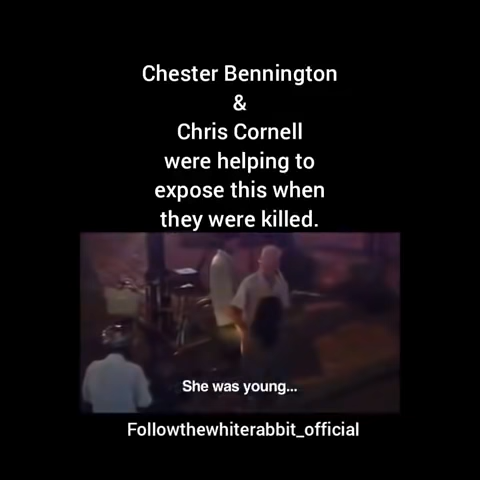 Chester Bennington
&
Chris Cornell
were helping to
expose this when
they were killed.
She was young...
Followthewhiterabbit_official